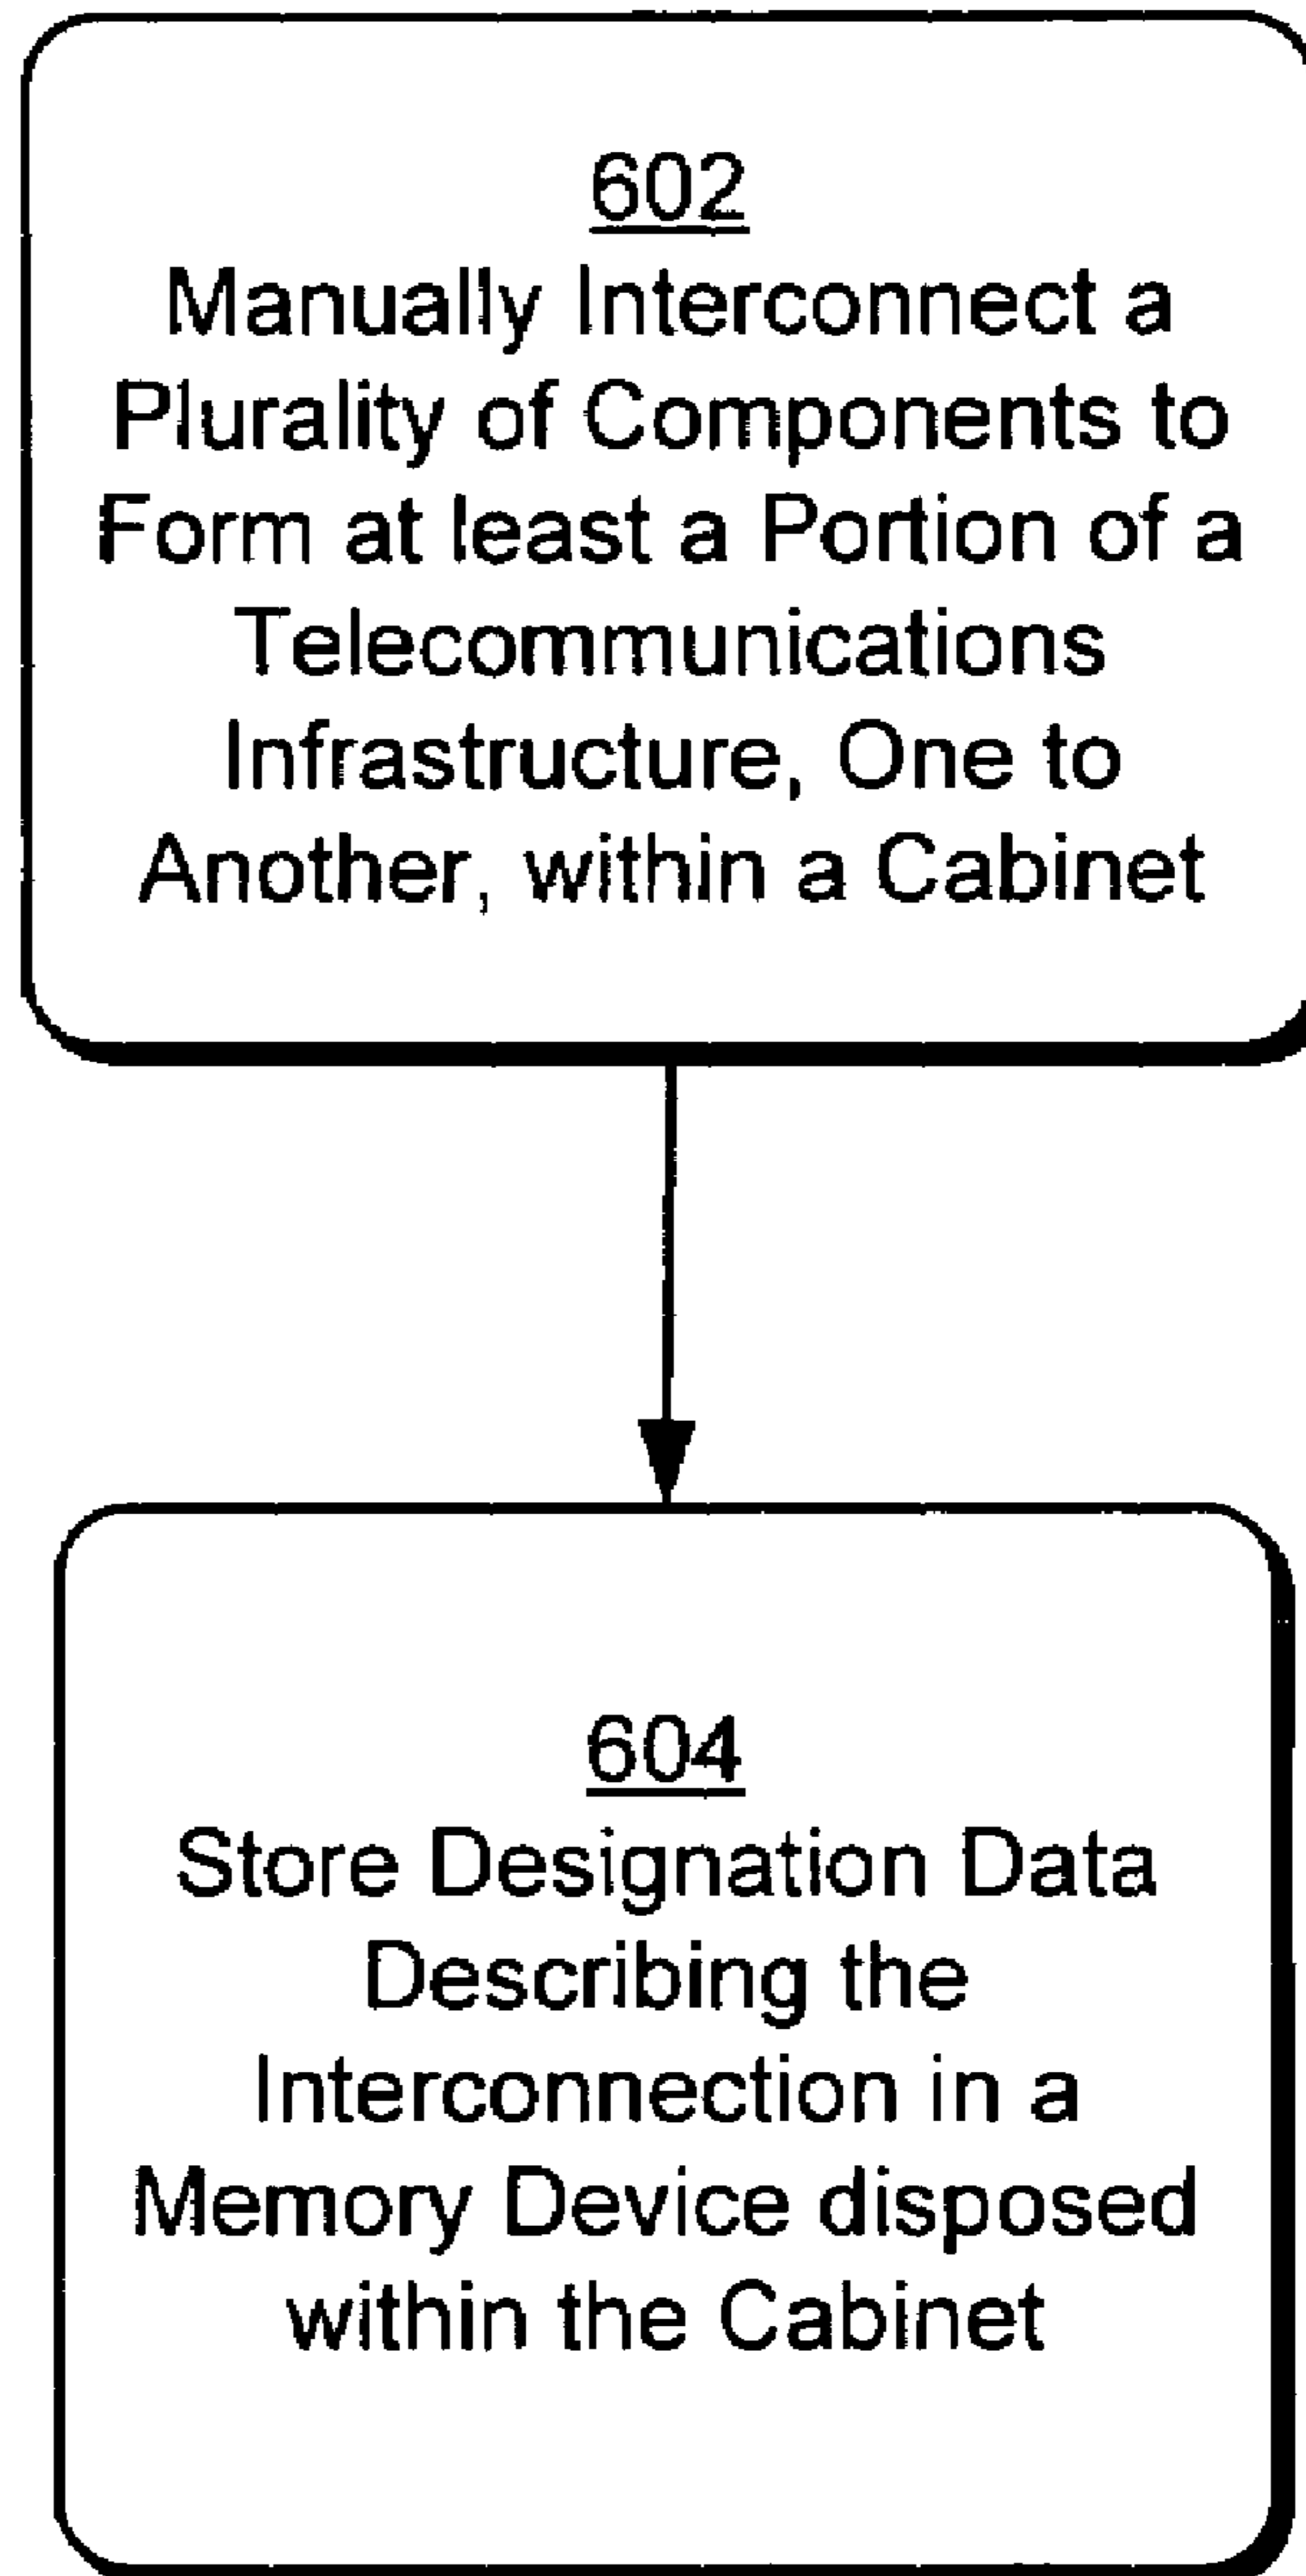 602
Manually Interconnect a
Plurality of Components to
Form at least a Portion of a
Telecommunications
Infrastructure, One to
Another, within a Cabinet
604
Store Designation Data
Describing the
Interconnection in a
Memory Device disposed
within the Cabinet